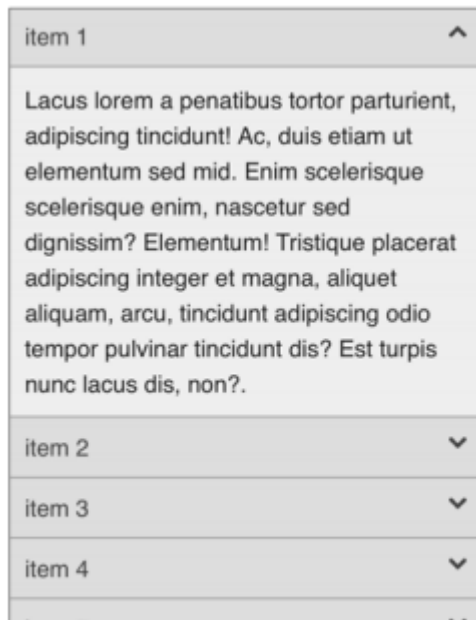 item 1
Lacus lorem a penatibus tortor parturient,
adipiscing tincidunt! Ac, duis etiam ut
elementum sed mid. Enim scelerisque
scelerisque enim, nascetur sed
dignissim? Elementum! Tristique placerat
adipiscing integer et magna, aliquet
aliquam, arcu, tincidunt adipiscing odio
tempor pulvinar tincidunt dis? Est turpis
nunc lacus dis, non?.
item 2
item 3
item 4